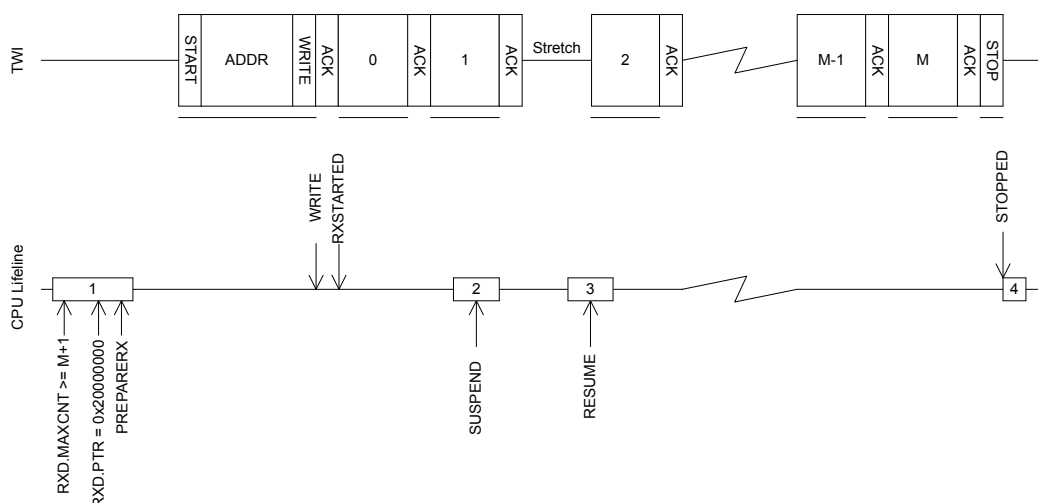 TWI
START
ADDR
WRITE
ACK
0
ACK
1
ACK
Stretch
2
ACK
M-1
ACK
M
ACK
STOP
WRITE
RXSTARTED
STOPPED
CPU Lifeline
1
2
3
4
RXD.MAXCNT >= M+1
RXD.PTR = 0x20000000
PREPARERX
SUSPEND
RESUME